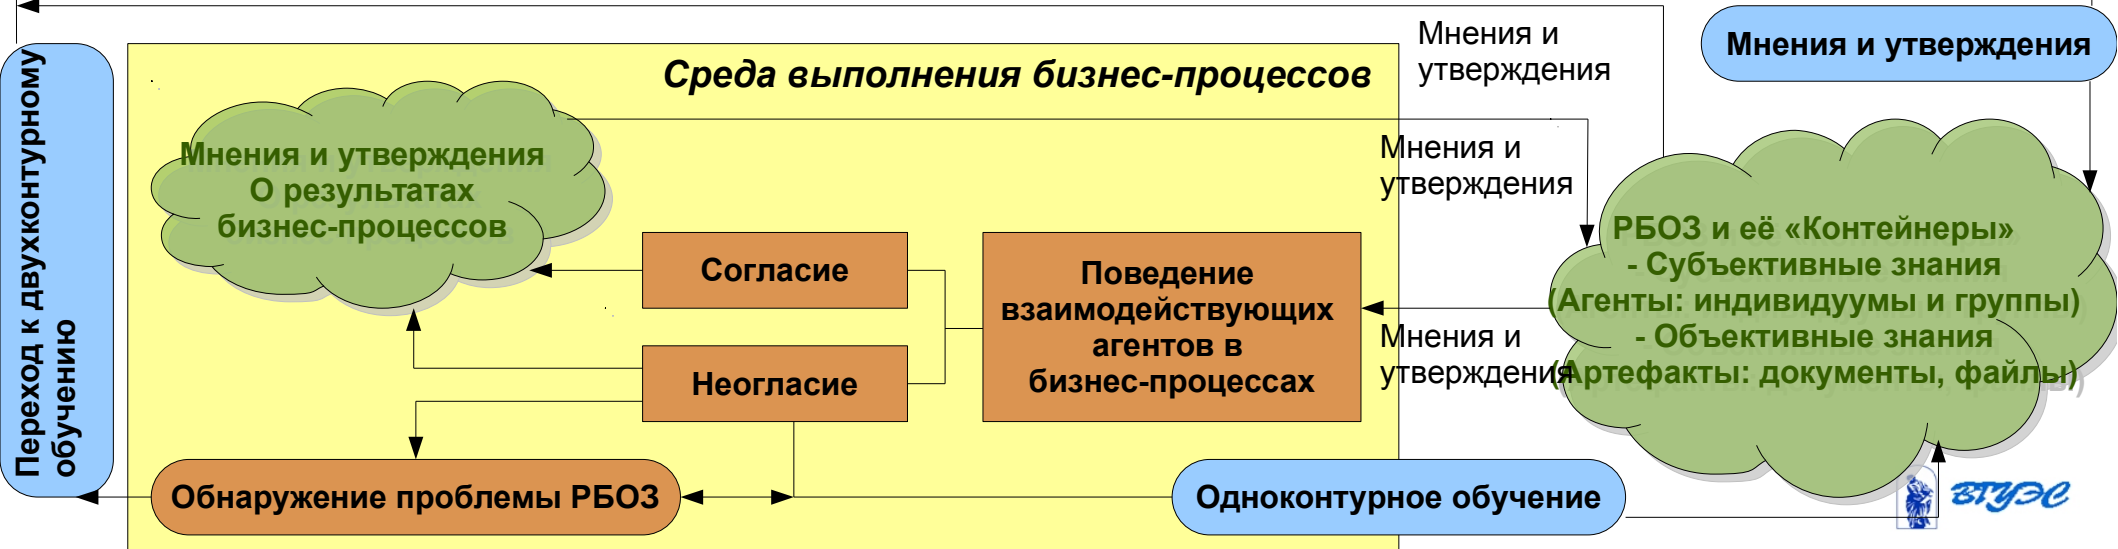 Переход к двухконтурному
обучению
Среда выполнения бизнес-процессов
Мнения и
утверждения
Мнения и утверждения
Мнения и утверждения
О результатах
бизнес-процессов
Мнения и
утверждения
Согласие
Неогласие
Поведение
взаимодействующих
агентов в
бизнес-процессах
Мнения и
утверждения
РБОЗ и её «Контейнеры»
- Субъективные знания
(Агенты: индивидуумы и группы)
- Объективные знания
(Артефакты: документы, файлы)
Обнаружение проблемы РБОЗ
Одноконтурное обучение
ВГУЭС